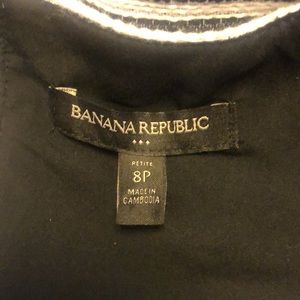 BANANA REPUBLIC
PETITE
8P
MADE IN
CAMBODIA